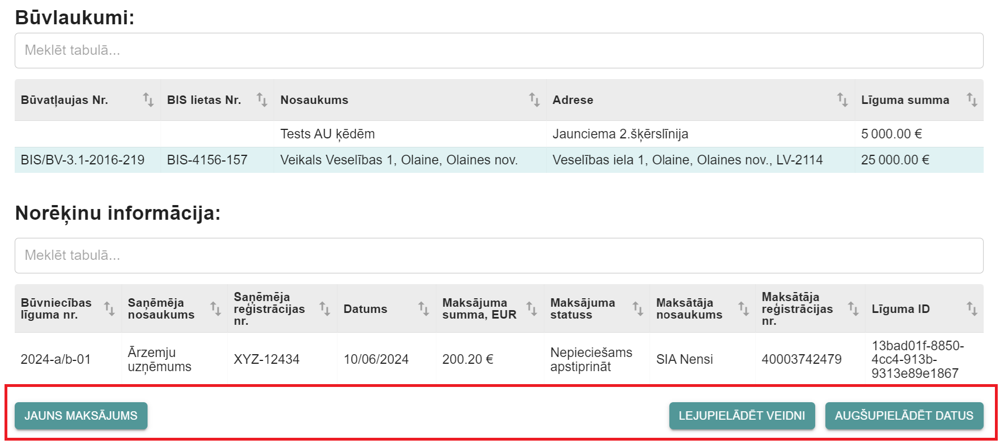 Būvlaukumi:
Meklēt tabulā...
Būvatļaujas Nr. BIS lietas Nr. Nosaukums Adrese Līguma summa
Tests AU ķēdēm Jaunciema 2.šķērslīnija 5 000.00 €
BIS/BV-3.1-2016-219 BIS-4156-157 Veikals Veselības 1, Olaine, Olaines nov. Veselības iela 1, Olaine, Olaines nov., LV-2114 25 000.00 €
Norēķinu informācija:
Meklēt tabulā...
Būvniecības
līguma nr.
Saņēmēja
nosaukums
Saņēmēja
reģistrācijas
nr.
Datums
Maksājuma
summa, EUR
Maksājuma
statuss
Maksātāja
nosaukums
Maksātāja
reģistrācijas
nr.
Līguma ID
2024-a/b-01
Ārzemju
uzņēmums
XYZ-12434
10/06/2024
200.20 €
Nepieciešams
apstiprināt
SIA Nensi
40003742479
13bad01f-8850-
4cc4-913b-
9313e89e1867
JAUNS MAKSĀJUMS LEJUPIELĀDĒT VEIDNI AUGŠUPIELĀDĒT DATUS